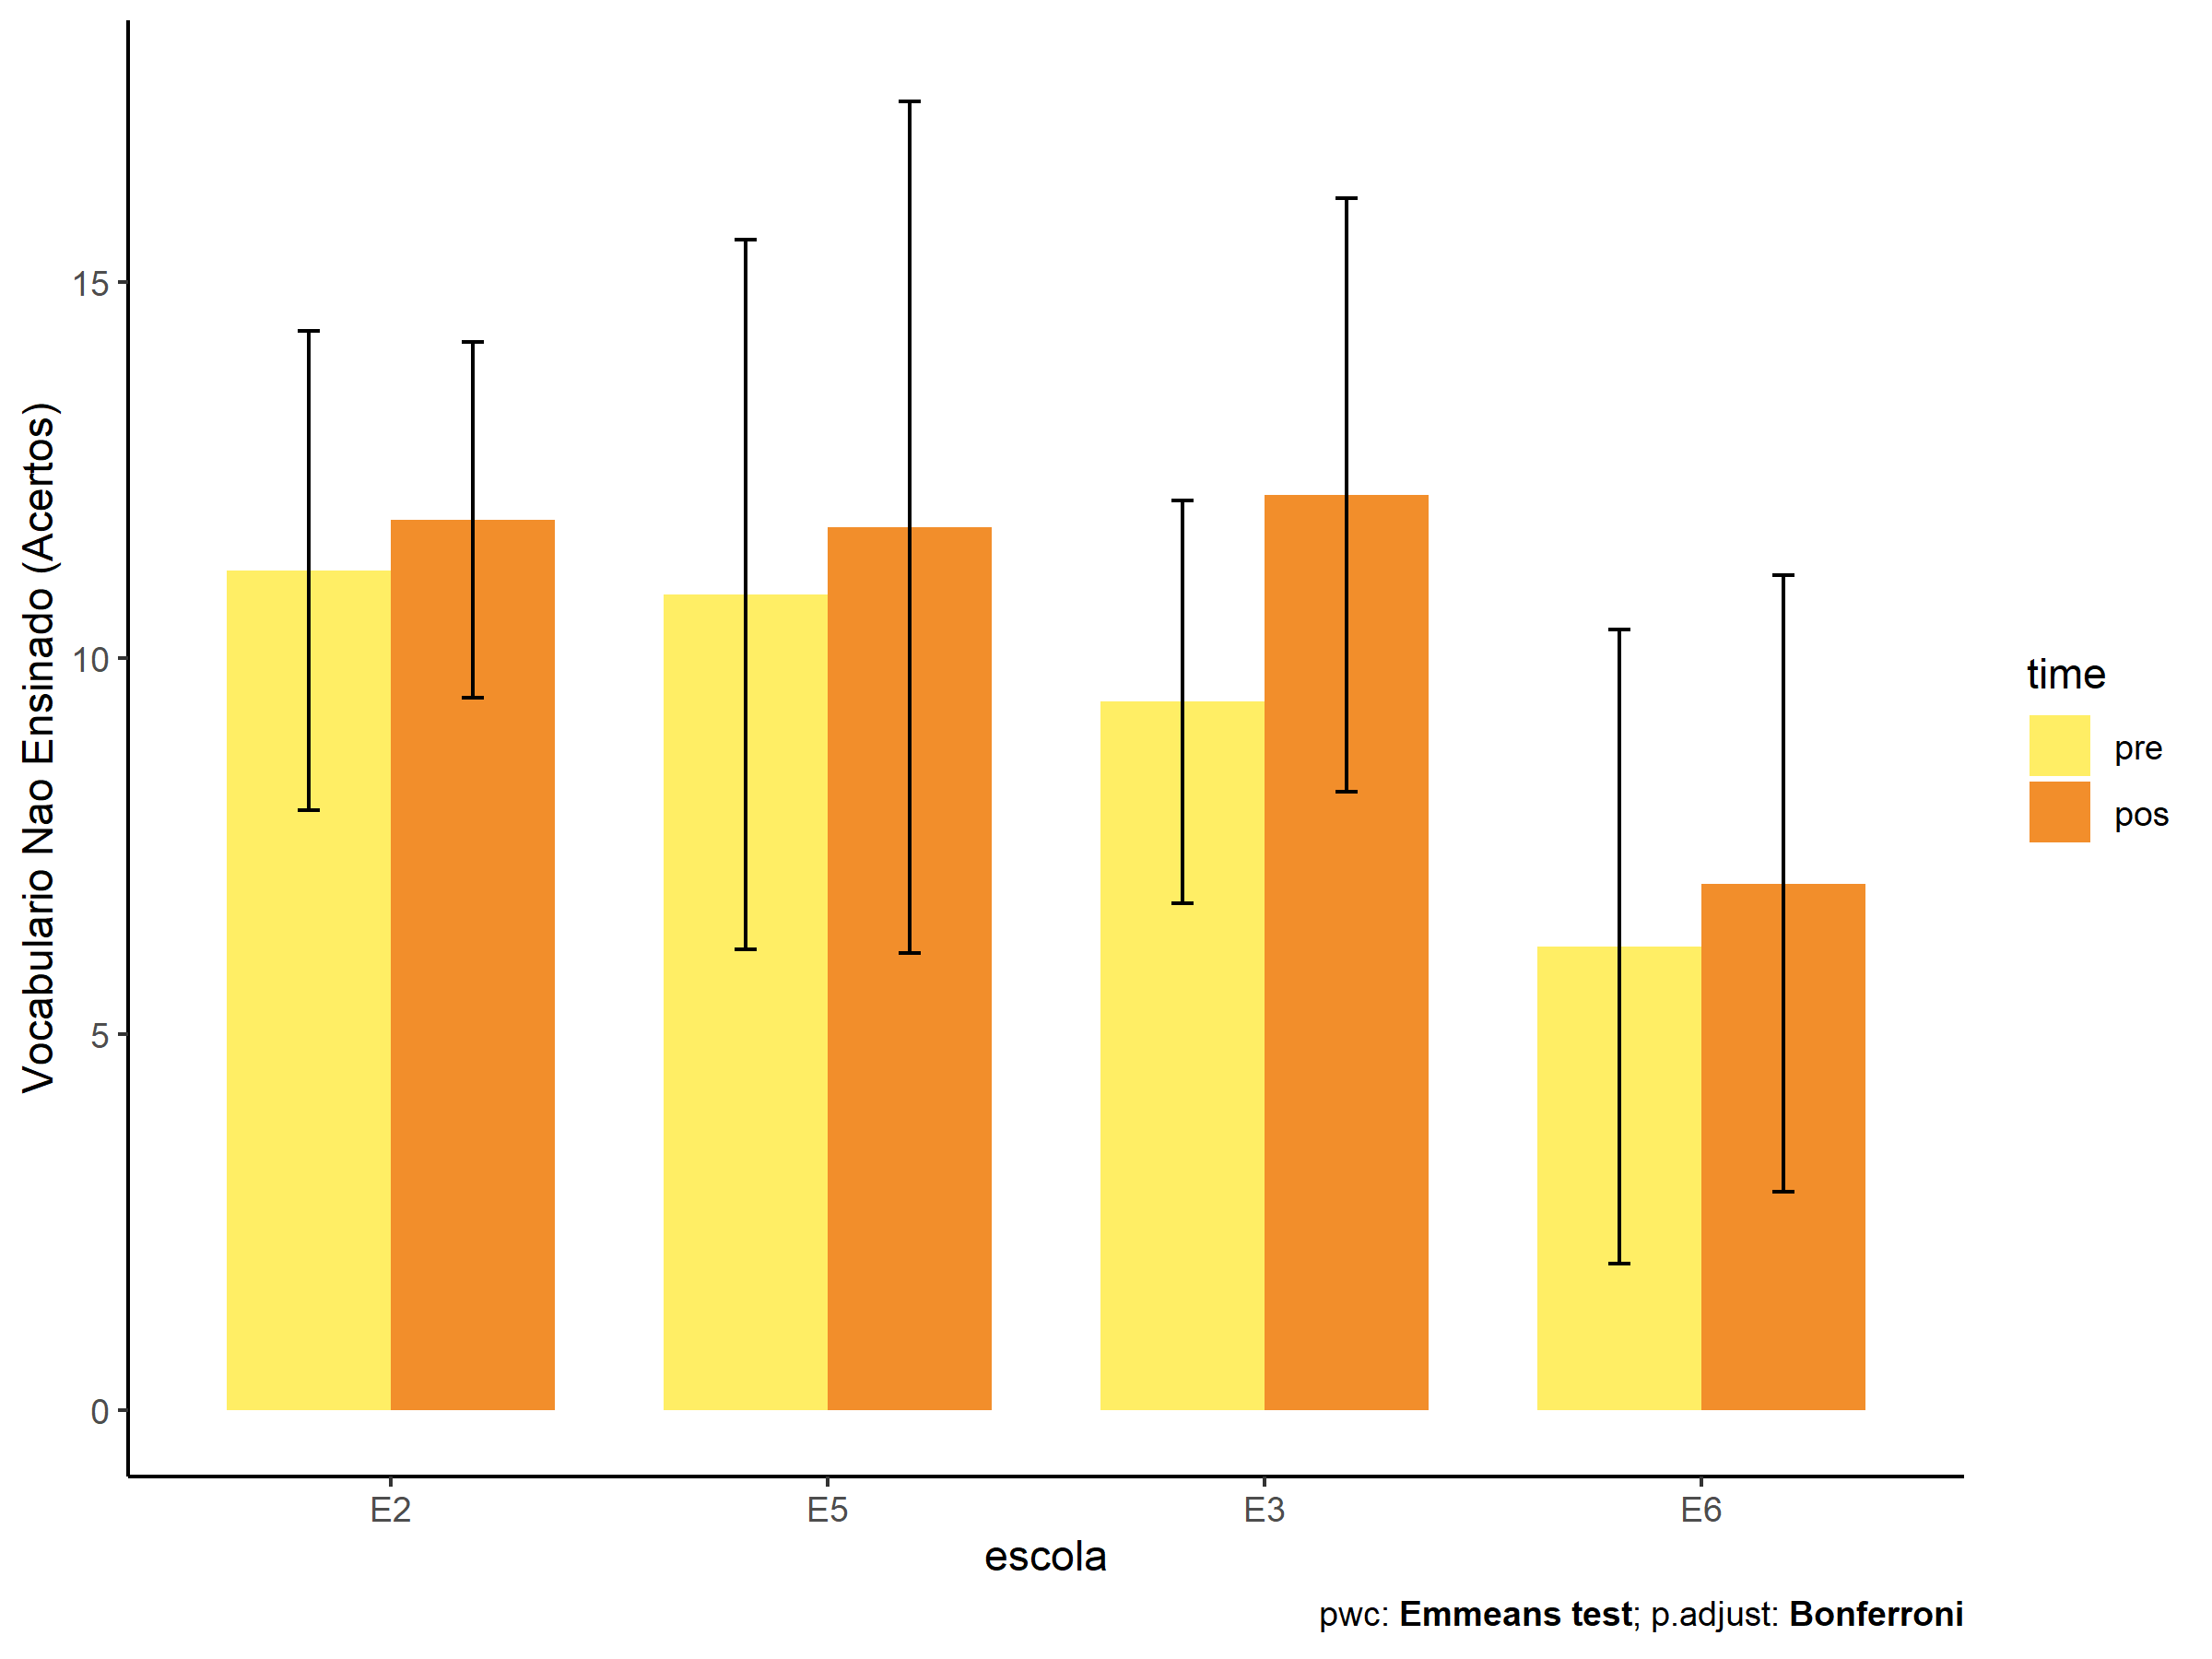 Vocabulario Nao Ensinado (Acertos)
15
10
5
0
E2 E5 E3 E6
escola
time
pre
pos
pwc: Emmeans test; p.adjust: Bonferroni